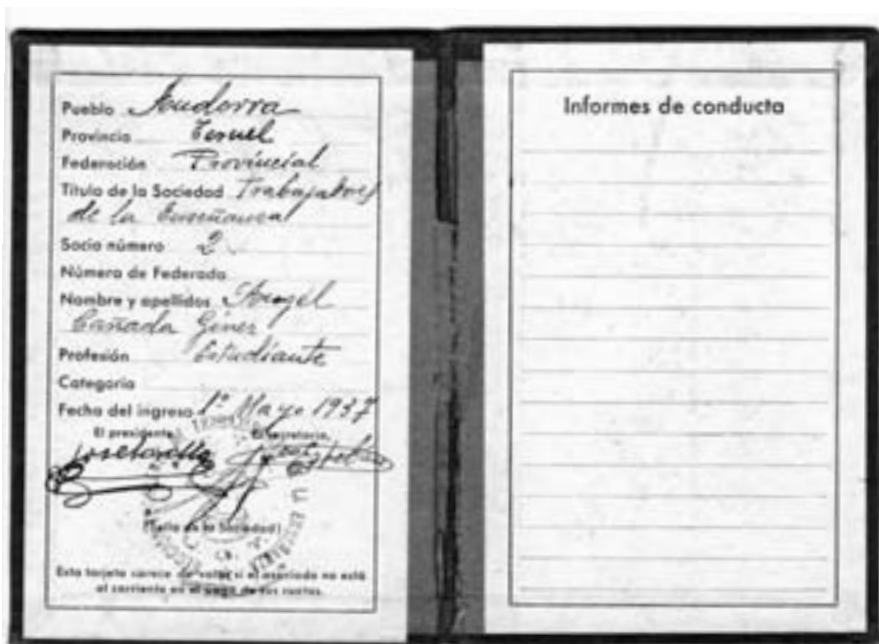 Pueblo Andorra
Provincia Teruel
Federación Provincial
Título de la Sociedad Trabajadores
de la Enseñanza
Socio número 2
Número de Federado
Nombre y apellidos Angel
Cañada Giner
Profesión Estudiante
Categoría
Fecha del ingreso 1º Mayo 1937
El presidente, El secretario,
(Sello de la Sociedad)
Esta tarjeta carece de valor si el asociado no está
al corriente en el pago de sus cuotas.
Informes de conducta